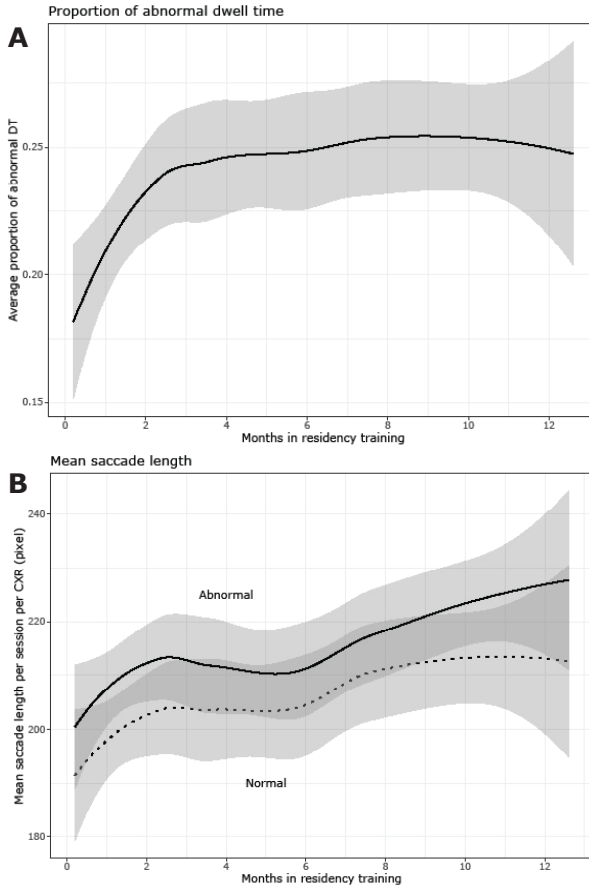 Proportion of abnormal dwell time
A
Average proportion of abnormal DT
0.25
0.20
0.15
0 2 4 6 8 10 12
Months in residency training
Mean saccade length
B
Mean saccade length per session per CXR (pixel)
240
220
200
180
Abnormal
Normal
0 2 4 6 8 10 12
Months in residency training